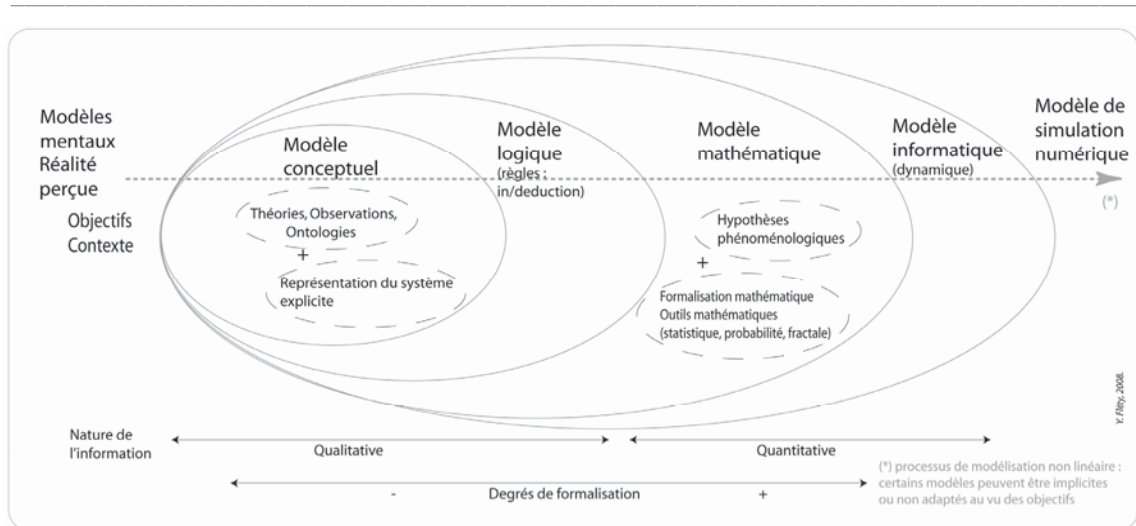 Modèles
mentaux
Réalité
perçue
Objectifs
Contexte
Modèle
conceptuel
Théories, Observations,
Ontologies
+
Représentation du système
explicite
Modèle
logique
(règles :
in/deduction)
Modèle
mathématique
Hypothèses
phénoménologiques
+
Formalisation mathématique
Outils mathématiques
(statistique, probabilité, fractale)
Modèle
informatique
(dynamique)
Modèle de
simulation
numérique
(*)
Y. Fléty, 2008.
Nature de
l'information
Qualitative
Quantitative
- Degrés de formalisation +
(*) processus de modélisation non linéaire :
certains modèles peuvent être implicites
ou non adaptés au vu des objectifs